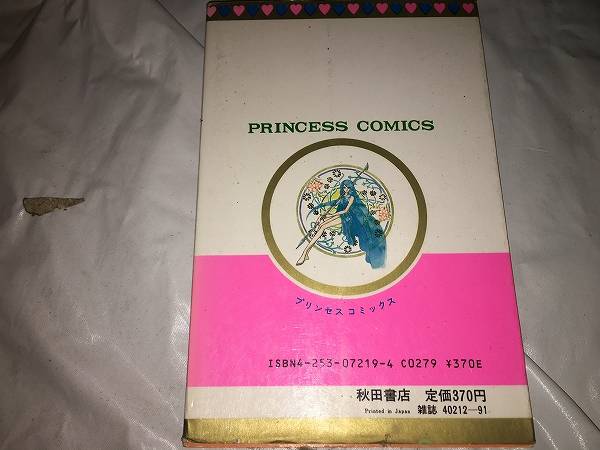 PRINCESS COMICS
プリンセスコミックス
ISBN4-253-07219-4 C0279 ¥370E
秋田書店 定価370円
Printed in Japan 雑誌 40212-91